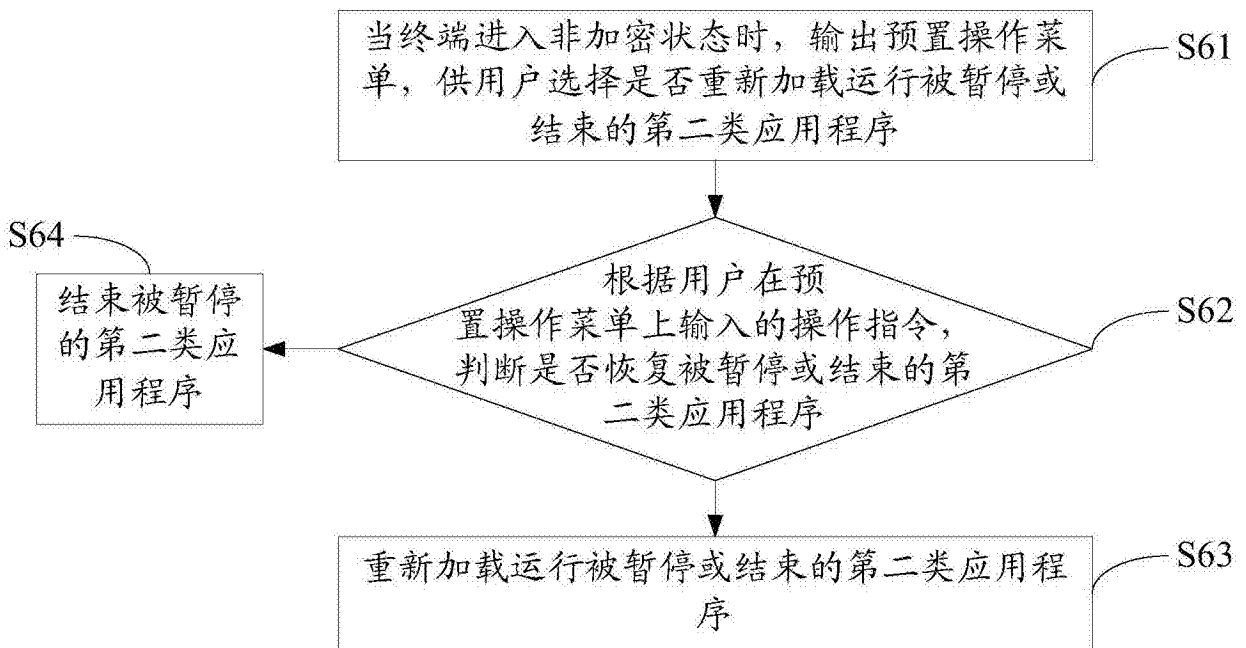 当终端进入非加密状态时，输出预置操作菜
单，供用户选择是否重新加载运行被暂停或
结束的第二类应用程序
S61
S64
结束被暂停
的第二类应
用程序
根据用户在预
置操作菜单上输入的操作指令，
判断是否恢复被暂停或结束的第
二类应用程序
S62
重新加载运行被暂停或结束的第二类应用程
序
S63